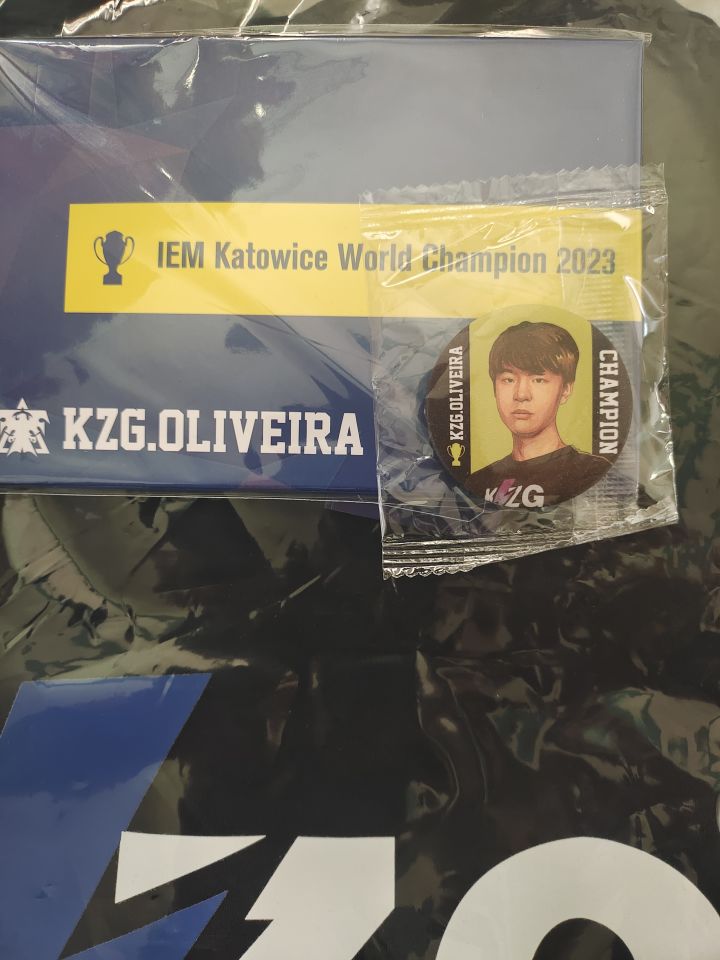 IEM Katowice World Champion 2023
KZG.OLIVEIRA
KZG.OLIVEIRA
CHAMPION
KZG